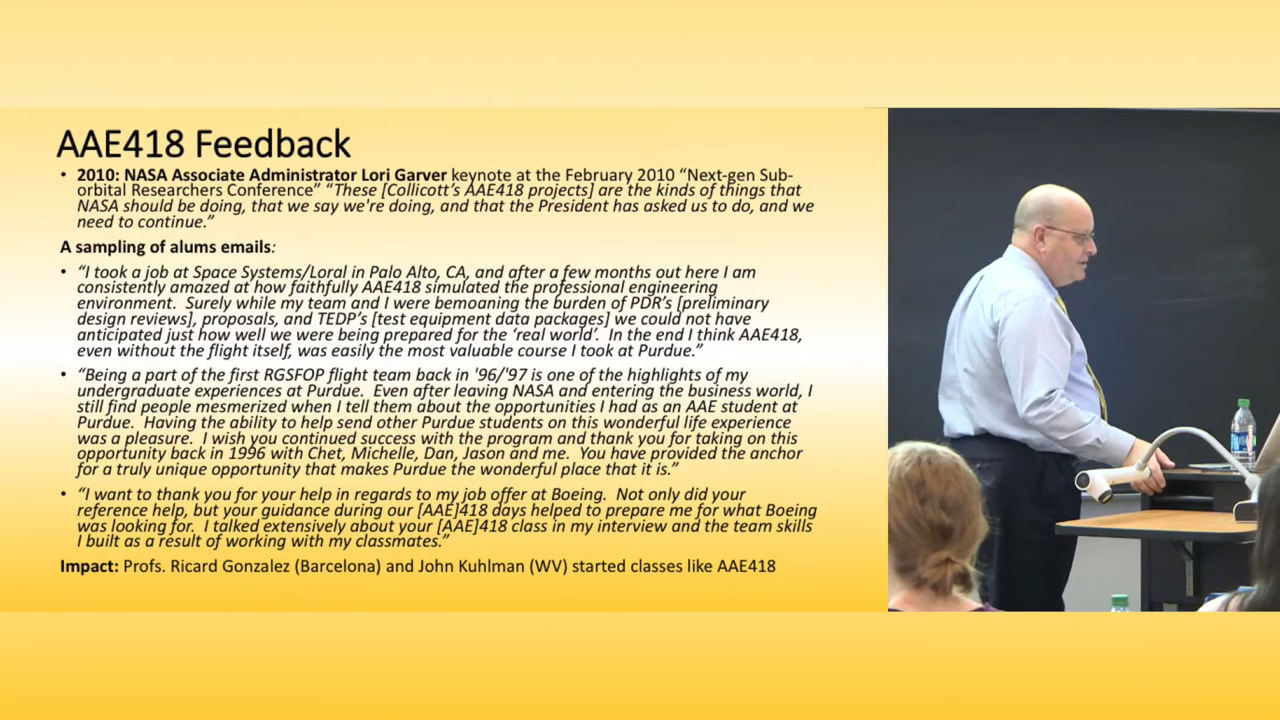 AAE418 Feedback
• 2010: NASA Associate Administrator Lori Garver keynote at the February 2010 “Next-gen Sub-
orbital Researchers Conference” “These [Collicott’s AAE418 projects] are the kinds of things that
NASA should be doing, that we say we're doing, and that the President has asked us to do, and we
need to continue.”
A sampling of alums emails:
• “I took a job at Space Systems/Loral in Palo Alto, CA, and after a few months out here I am
consistently amazed at how faithfully AAE418 simulated the professional engineering
environment. Surely while my team and I were bemoaning the burden of PDR’s [preliminary
design reviews], proposals, and TEDP’s [test equipment data packages] we could not have
anticipated just how well we were being prepared for the ‘real world’. In the end I think AAE418,
even without the flight itself, was easily the most valuable course I took at Purdue.”
• “Being a part of the first RGSFOP flight team back in '96/'97 is one of the highlights of my
undergraduate experiences at Purdue. Even after leaving NASA and entering the business world, I
still find people mesmerized when I tell them about the opportunities I had as an AAE student at
Purdue. Having the ability to help send other Purdue students on this wonderful life experience
was a pleasure. I wish you continued success with the program and thank you for taking on this
opportunity back in 1996 with Chet, Michelle, Dan, Jason and me. You have provided the anchor
for a truly unique opportunity that makes Purdue the wonderful place that it is.”
• “I want to thank you for your help in regards to my job offer at Boeing. Not only did your
reference help, but your guidance during our [AAE]418 days helped to prepare me for what Boeing
was looking for. I talked extensively about your [AAE]418 class in my interview and the team skills
I built as a result of working with my classmates.”
Impact: Profs. Ricard Gonzalez (Barcelona) and John Kuhlman (WV) started classes like AAE418